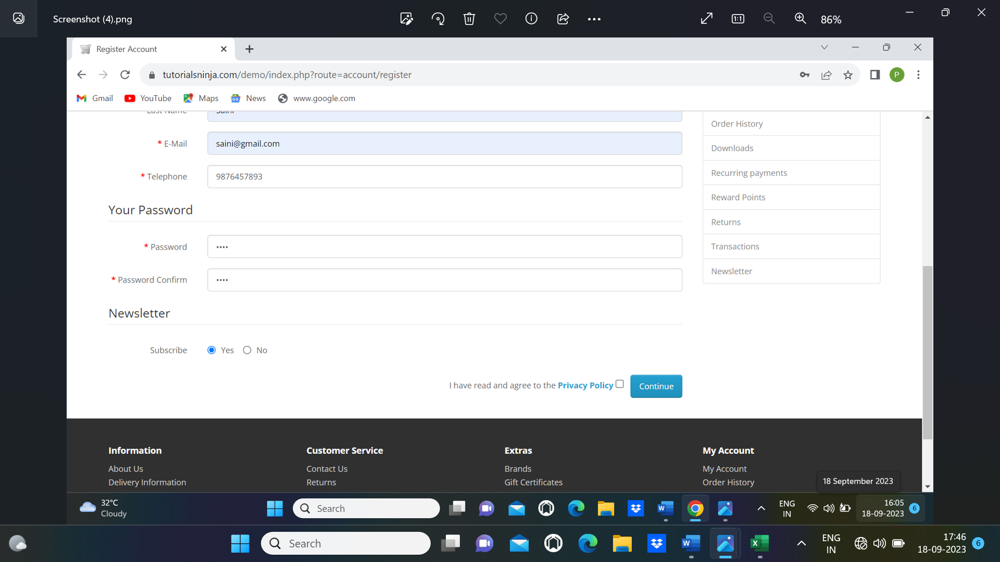 Screenshot (4).png
86%
Register Account
tutorialsninja.com/demo/index.php?route=account/register
P
Gmail YouTube Maps News www.google.com
Last Name Saini
* E-Mail saini@gmail.com
* Telephone 9876457893
Your Password
* Password ••••
* Password Confirm ••••
Newsletter
Subscribe Yes No
I have read and agree to the Privacy Policy Continue
Order History
Downloads
Recurring payments
Reward Points
Returns
Transactions
Newsletter
Information
About Us
Delivery Information
Customer Service
Contact Us
Returns
Extras
Brands
Gift Certificates
My Account
My Account
Order History
18 September 2023
32°C
Cloudy
Search
ENG
IN
16:05
18-09-2023
6
Search
ENG
IN
17:46
18-09-2023
6